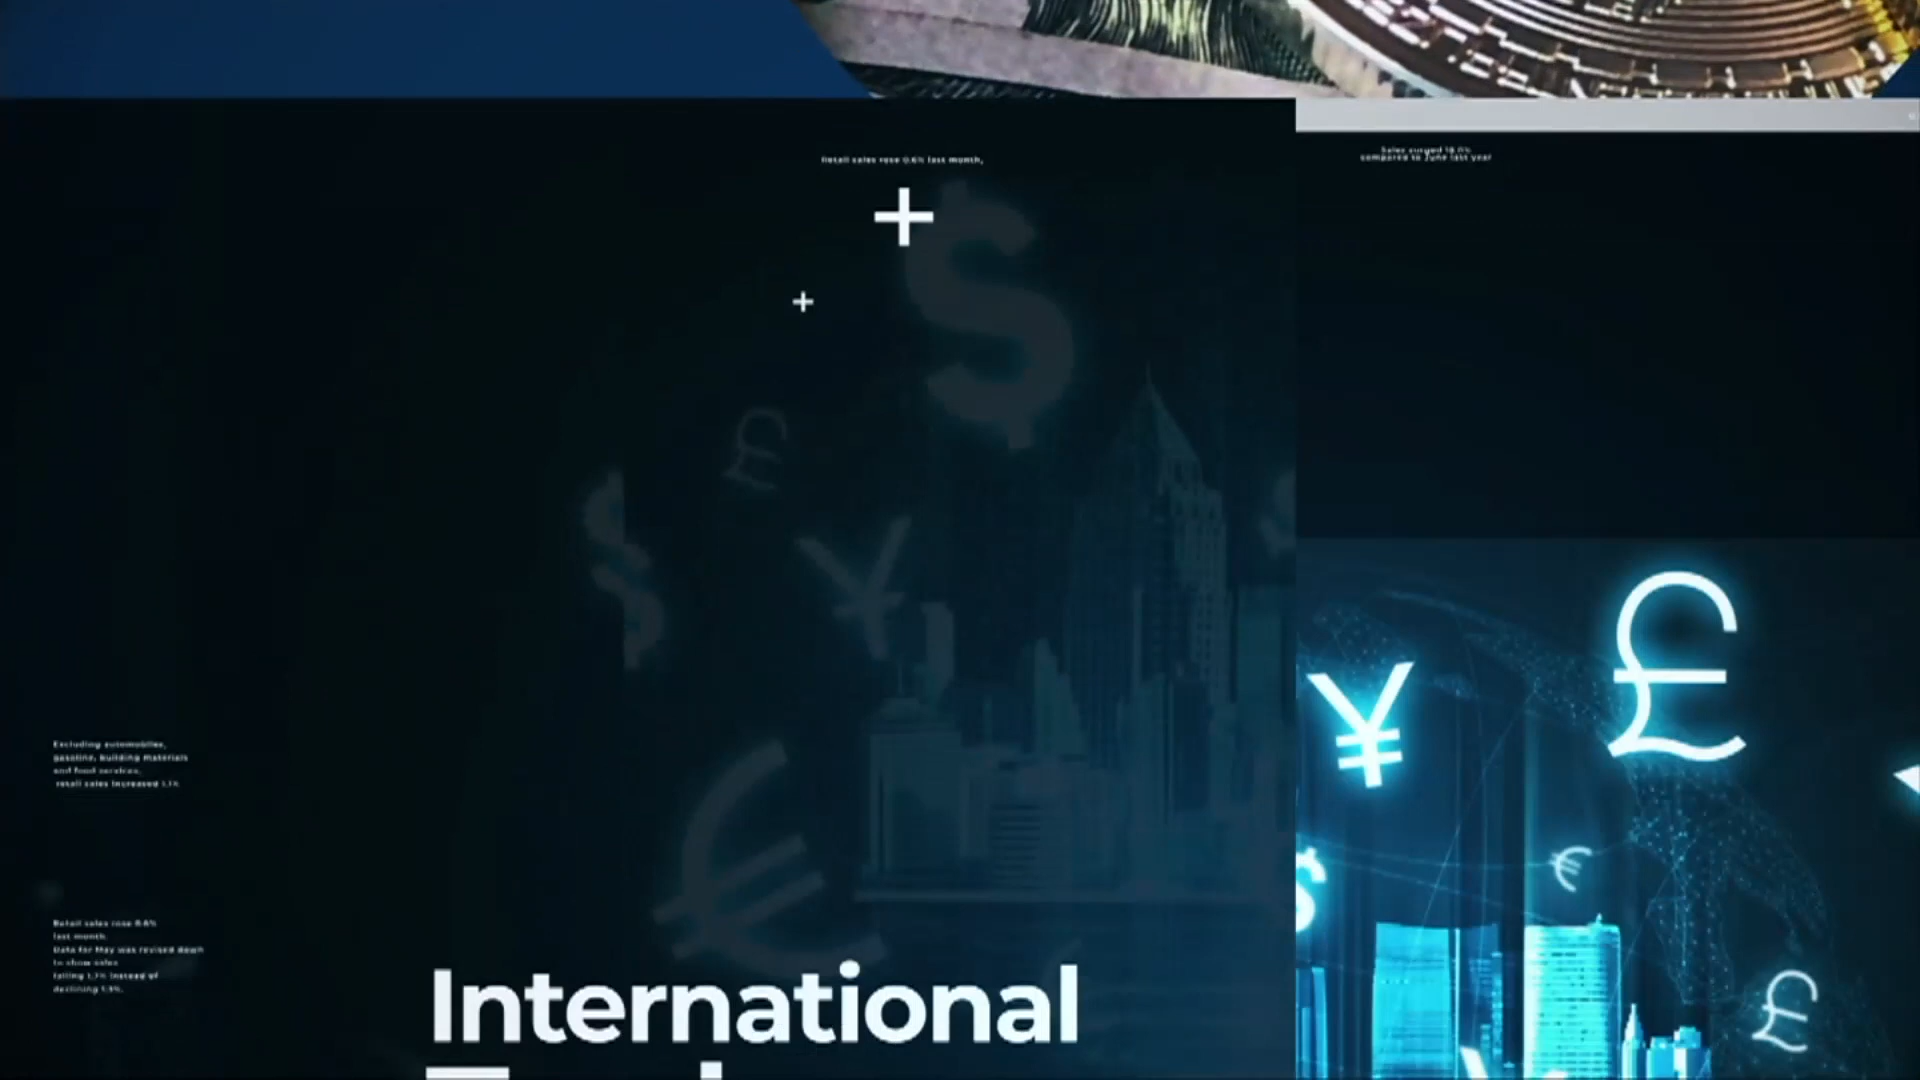 Retail sales rose 0.6% last month,
Sales surged 18.0%
compared to June last year
Excluding automobiles,
gasoline, building materials
and food services,
retail sales increased 1.1%
Retail sales rose 0.6%
last month.
Data for May was revised down
to show sales
falling 1.7% instead of
declining 1.3%.
International